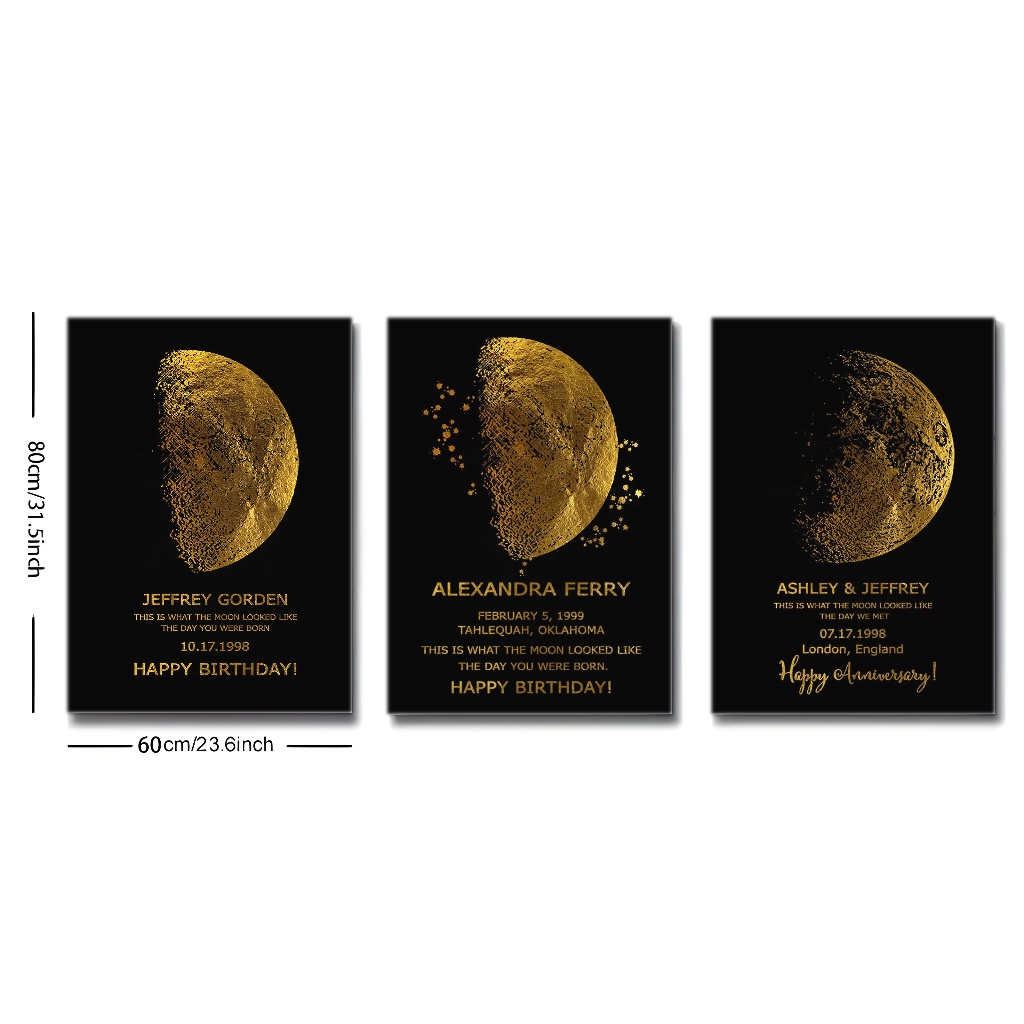 80cm/31.5inch
JEFFREY GORDEN
THIS IS WHAT THE MOON LOOKED LIKE
THE DAY YOU WERE BORN
10.17.1998
HAPPY BIRTHDAY!
ALEXANDRA FERRY
FEBRUARY 5, 1999
TAHLEQUAH, OKLAHOMA
THIS IS WHAT THE MOON LOOKED LIKE
THE DAY YOU WERE BORN.
HAPPY BIRTHDAY!
ASHLEY & JEFFREY
THIS IS WHAT THE MOON LOOKED LIKE
THE DAY WE MET
07.17.1998
London, England
Happy Anniversary!
60cm/23.6inch